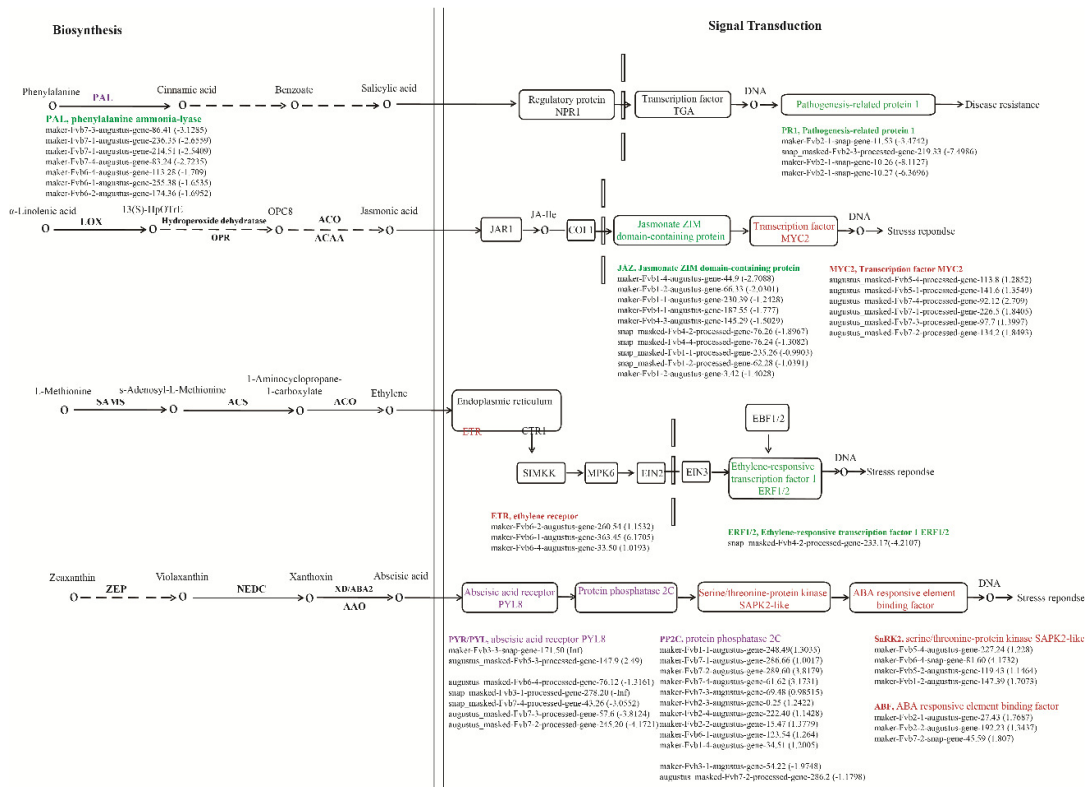 Biosynthesis
Signal Transduction
Phenylalanine
PAL
Cinnamic acid
Benzoate
Salicylic acid
Regulatory protein
NPR1
Transcription factor
TGA
DNA
Pathogenesis-related protein 1
Disease resistance
PAL, phenylalanine ammonia-lyase
maker-Fvb7-3-augustus-gene-86.41 (-3.1285)
maker-Fvb7-1-augustus-gene-236.35 (-2.6559)
maker-Fvb7-1-augustus-gene-214.51 (-2.5409)
maker-Fvb7-4-augustus-gene-83.24 (-2.7235)
maker-Fvb6-4-augustus-gene-113.28 (-1.709)
maker-Fvb6-1-augustus-gene-255.38 (-1.6535)
maker-Fvb6-2-augustus-gene-174.36 (-1.6952)
PR1, Pathogenesis-related protein 1
maker-Fvb2-1-snap-gene-11.53 (-3.4742)
snap_masked-Fvb2-3-processed-gene-219.33 (-7.4986)
maker-Fvb2-1-snap-gene-10.26 (-8.1127)
maker-Fvb2-1-snap-gene-10.27 (-6.3696)
α-Linolenic acid
LOX
13(S)-HpOTrE
Hydroperoxide dehydratase
OPR
OPC8
ACO
ACAA
Jasmonic acid
JAR1
JA-Ile
COI1
Jasmonate ZIM
domain-containing protein
Transcription factor
MYC2
DNA
Stresss repondse
JAZ, Jasmonate ZIM domain-containing protein
maker-Fvb1-4-augustus-gene-44.9 (-2.7088)
maker-Fvb1-2-augustus-gene-66.33 (-2.0301)
maker-Fvb1-1-augustus-gene-230.39 (-1.2428)
maker-Fvb4-1-augustus-gene-187.55 (-1.777)
maker-Fvb4-3-augustus-gene-145.29 (-1.5029)
snap_masked-Fvb4-2-processed-gene-76.26 (-1.8967)
snap_masked-Fvb4-4-processed-gene-76.24 (-1.3082)
snap_masked-Fvb1-1-processed-gene-235.26 (-0.9903)
snap_masked-Fvb1-2-processed-gene-62.28 (-1.0391)
maker-Fvb1-2-augustus-gene-3.42 (-1.4028)
MYC2, Transcription factor MYC2
augustus_masked-Fvb5-4-processed-gene-113.8 (1.2852)
augustus_masked-Fvb5-1-processed-gene-141.6 (1.3549)
augustus_masked-Fvb7-4-processed-gene-92.12 (2.709)
augustus_masked-Fvb7-1-processed-gene-226.5 (1.8405)
augustus_masked-Fvb7-3-processed-gene-97.7 (1.3997)
augustus_masked-Fvb7-2-processed-gene-134.2 (1.8493)
L-Methionine
SAMS
s-Adenosyl-L-Methionine
ACS
1-Aminocyclopropane-
1-carboxylate
ACO
Ethylene
Endoplasmic reticulum
ETR
CTR1
SIMKK
MPK6
EIN2
EIN3
EBF1/2
Ethylene-responsive
transcription factor 1
ERF1/2
DNA
Stresss repondse
ETR, ethylene receptor
maker-Fvb6-2-augustus-gene-260.54 (1.1532)
maker-Fvb6-1-augustus-gene-363.45 (6.1705)
maker-Fvb6-4-augustus-gene-33.50 (1.0193)
ERF1/2, Ethylene-responsive transcription factor 1 ERF1/2
snap_masked-Fvb4-2-processed-gene-233.17(-4.2107)
Zeaxanthin
ZEP
Violaxanthin
NEDC
Xanthoxin
XD/ABA2
AAO
Abscisic acid
Abscisic acid receptor
PYL8
Protein phosphatase 2C
Serine/threonine-protein kinase
SAPK2-like
ABA responsive element
binding factor
DNA
Stresss repondse
PYR/PYL, abscisic acid receptor PYL8
maker-Fvb3-3-snap-gene-171.50 (Inf)
augustus_masked-Fvb5-3-processed-gene-147.9 (2.49)
augustus_masked-Fvb6-4-processed-gene-76.12 (-1.3161)
snap_masked-Fvb3-1-processed-gene-278.20 (-Inf)
snap_masked-Fvb7-4-processed-gene-43.26 (-3.0552)
augustus_masked-Fvb7-3-processed-gene-57.6 (-3.8124)
augustus_masked-Fvb7-2-processed-gene-245.20 (-4.1721)
PP2C, protein phosphatase 2C
maker-Fvb1-1-augustus-gene-248.49(1.3035)
maker-Fvb7-1-augustus-gene-286.66 (1.0017)
maker-Fvb7-2-augustus-gene-289.60 (3.8179)
maker-Fvb7-4-augustus-gene-61.62 (3.1731)
maker-Fvb7-3-augustus-gene-69.48 (0.98515)
maker-Fvb2-3-augustus-gene-0.25 (1.2422)
maker-Fvb2-4-augustus-gene-222.40 (1.1428)
maker-Fvb2-2-augustus-gene-15.47 (1.3779)
maker-Fvb6-1-augustus-gene-123.54 (1.264)
maker-Fvb1-4-augustus-gene-34.51 (1.2005)
maker-Fvb3-1-augustus-gene-54.22 (-1.9748)
augustus_masked-Fvb7-2-processed-gene-286.2 (-1.1798)
SnRK2, serine/threonine-protein kinase SAPK2-like
maker-Fvb5-4-augustus-gene-227.24 (1.228)
maker-Fvb6-4-snap-gene-81.60 (4.1732)
maker-Fvb5-2-augustus-gene-119.43 (1.1464)
maker-Fvb1-2-augustus-gene-147.39 (1.7073)
ABF, ABA responsive element binding factor
maker-Fvb2-1-augustus-gene-27.43 (1.7687)
maker-Fvb2-2-augustus-gene-192.23 (1.3437)
maker-Fvb7-2-snap-gene-45.59 (1.807)